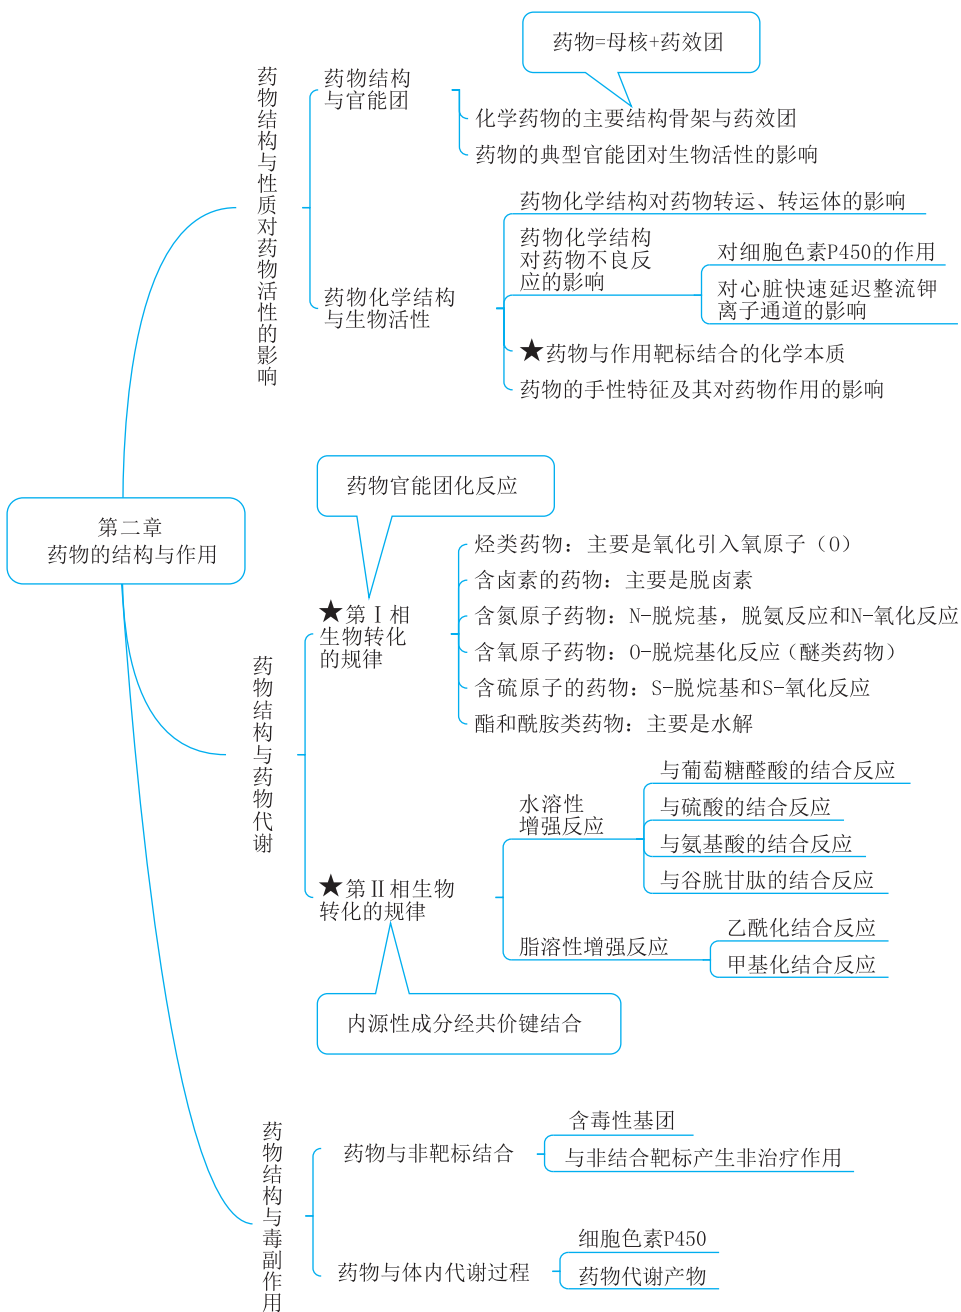 药物=母核+药效团
药物结构与性质对药物活性的影响
药物结构
与官能团
化学药物的主要结构骨架与药效团
药物的典型官能团对生物活性的影响
药物化学结构
与生物活性
药物化学结构对药物转运、转运体的影响
药物化学结构
对药物不良反
应的影响
对细胞色素P450的作用
对心脏快速延迟整流钾
离子通道的影响
★药物与作用靶标结合的化学本质
药物的手性特征及其对药物作用的影响
第二章
药物的结构与作用
药物官能团化反应
药物结构与药物代谢
★第Ⅰ相
生物转化
的规律
烃类药物：主要是氧化引入氧原子（O）
含卤素的药物：主要是脱卤素
含氮原子药物：N-脱烷基，脱氨反应和N-氧化反应
含氧原子药物：O-脱烷基化反应（醚类药物）
含硫原子的药物：S-脱烷基和S-氧化反应
酯和酰胺类药物：主要是水解
★第Ⅱ相生物
转化的规律
水溶性
增强反应
与葡萄糖醛酸的结合反应
与硫酸的结合反应
与氨基酸的结合反应
与谷胱甘肽的结合反应
脂溶性增强反应
乙酰化结合反应
甲基化结合反应
内源性成分经共价键结合
药物结构与毒副作用
药物与非靶标结合
含毒性基团
与非结合靶标产生非治疗作用
药物与体内代谢过程
细胞色素P450
药物代谢产物